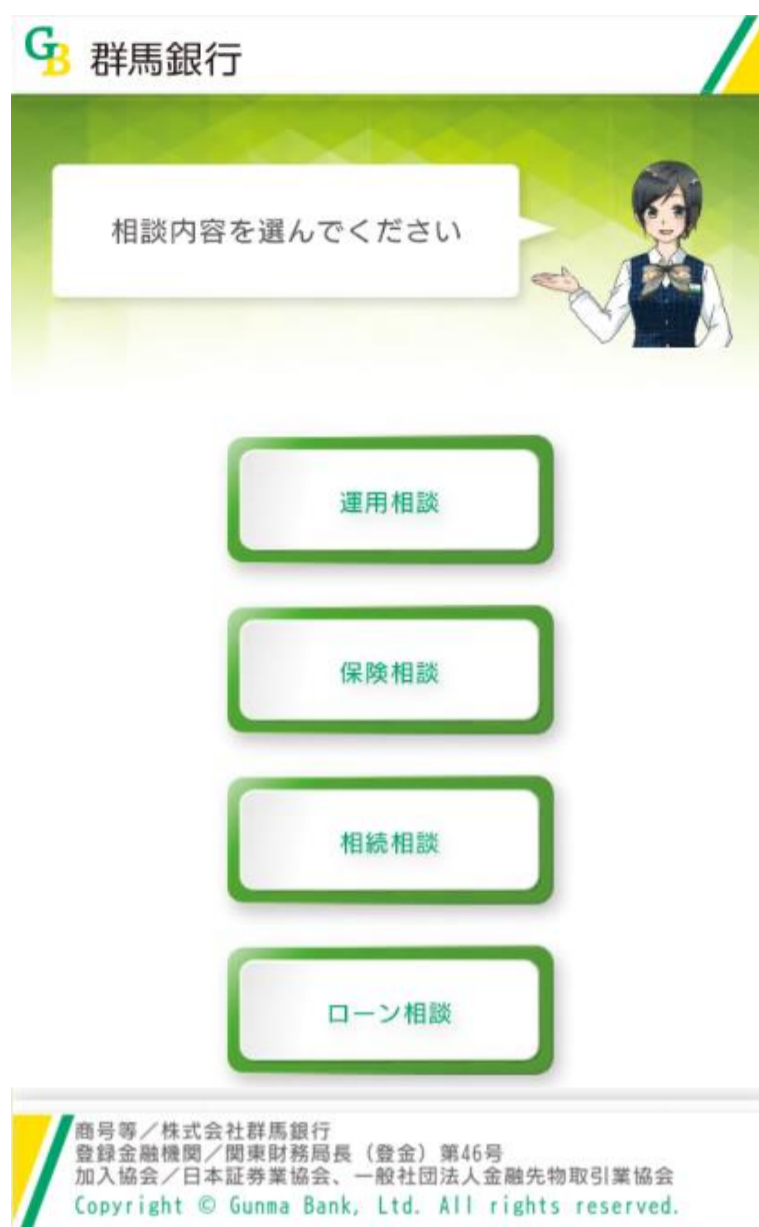 GB 群馬銀行
相談内容を選んでください
運用相談
保険相談
相続相談
ローン相談
商号等／株式会社群馬銀行
登録金融機関／関東財務局長（登金）第46号
加入協会／日本証券業協会、一般社団法人金融先物取引業協会
Copyright © Gunma Bank, Ltd. All rights reserved.